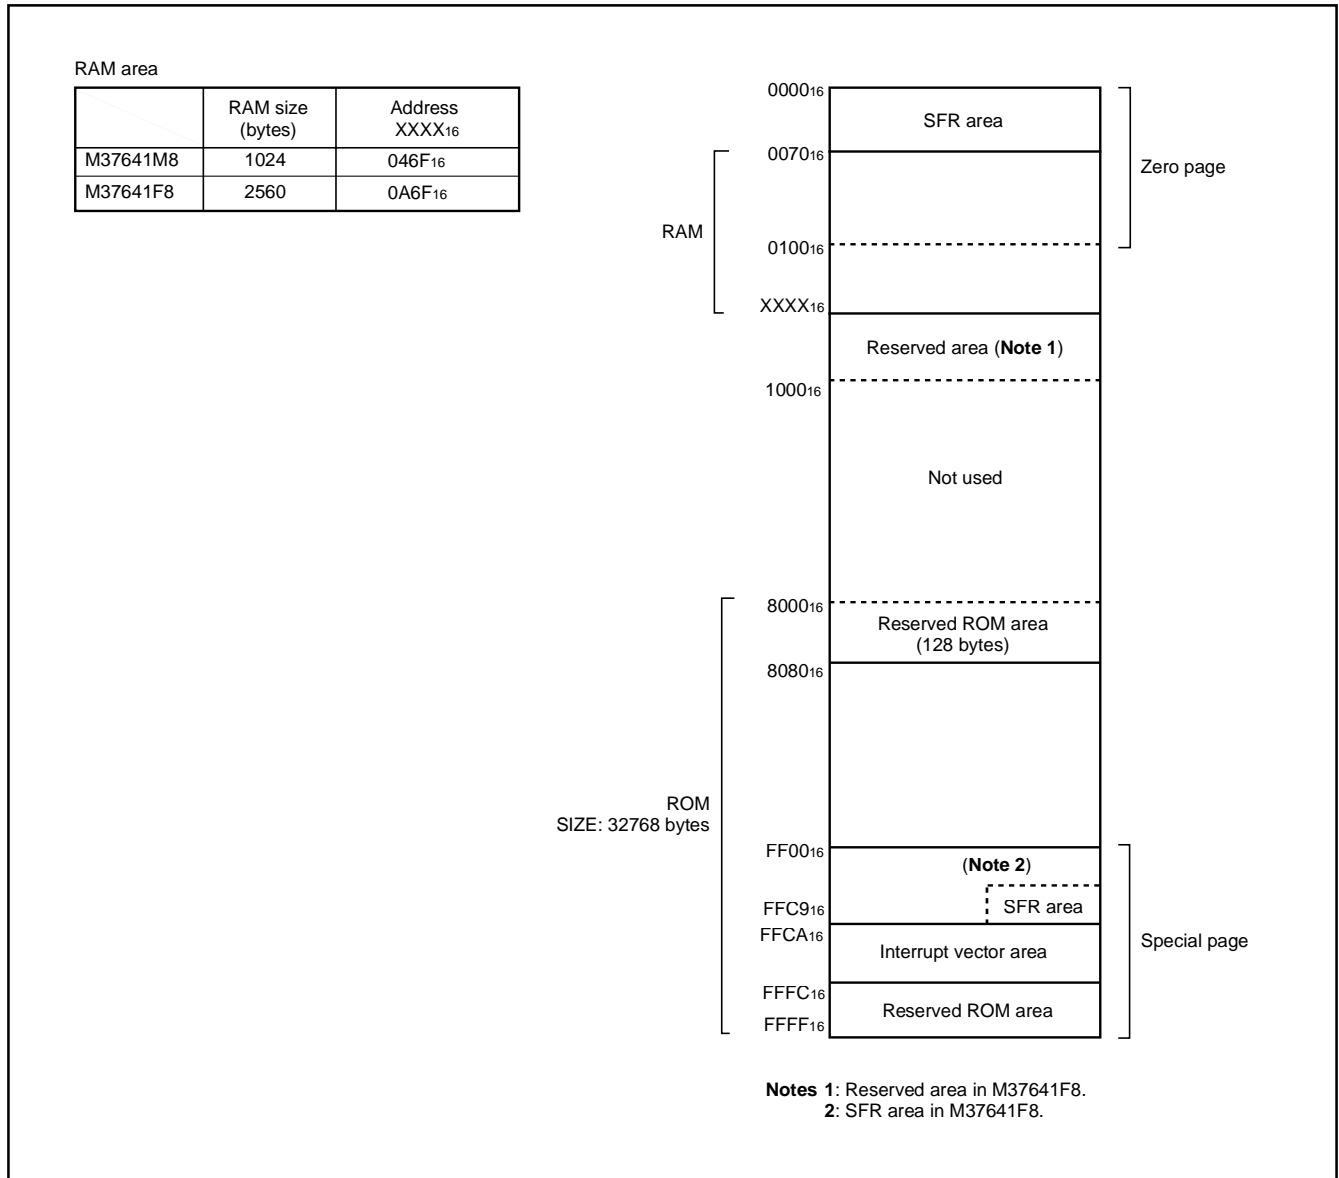 RAM area
RAM size
(bytes)
Address
XXXX16
M37641M8 1024 046F16
M37641F8 2560 0A6F16
000016
SFR area
007016
Zero page
RAM
010016
XXXX16
Reserved area (Note 1)
100016
Not used
800016
Reserved ROM area
(128 bytes)
808016
ROM
SIZE: 32768 bytes
FF0016
(Note 2)
FFC916
SFR area
FFCA16
Interrupt vector area
Special page
FFFC16
Reserved ROM area
FFFF16
Notes 1: Reserved area in M37641F8.
2: SFR area in M37641F8.